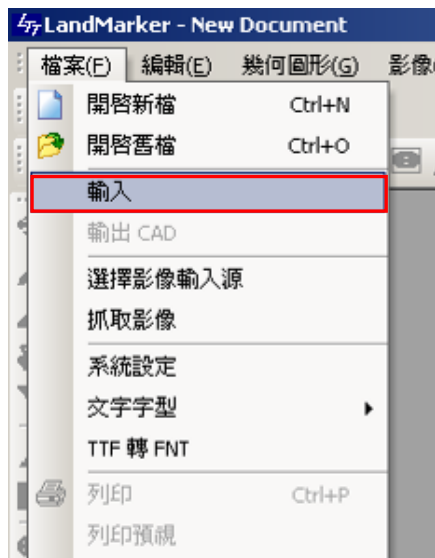 LandMarker - New Document
檔案(F) 編輯(E) 幾何圖形(G) 影像
開啓新檔 Ctrl+N
開啓舊檔 Ctrl+O
輸入
輸出 CAD
選擇影像輸入源
抓取影像
系統設定
文字字型
TTF 轉 FNT
列印 Ctrl+P
列印預視